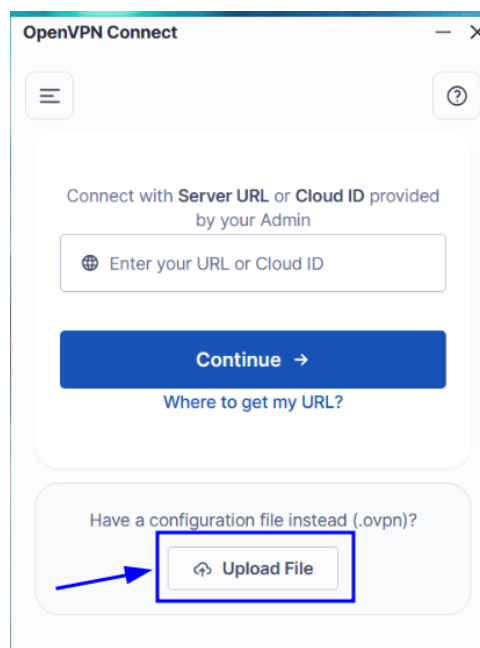 OpenVPN Connect
Connect with Server URL or Cloud ID provided
by your Admin
Enter your URL or Cloud ID
Continue →
Where to get my URL?
Have a configuration file instead (.ovpn)?
Upload File